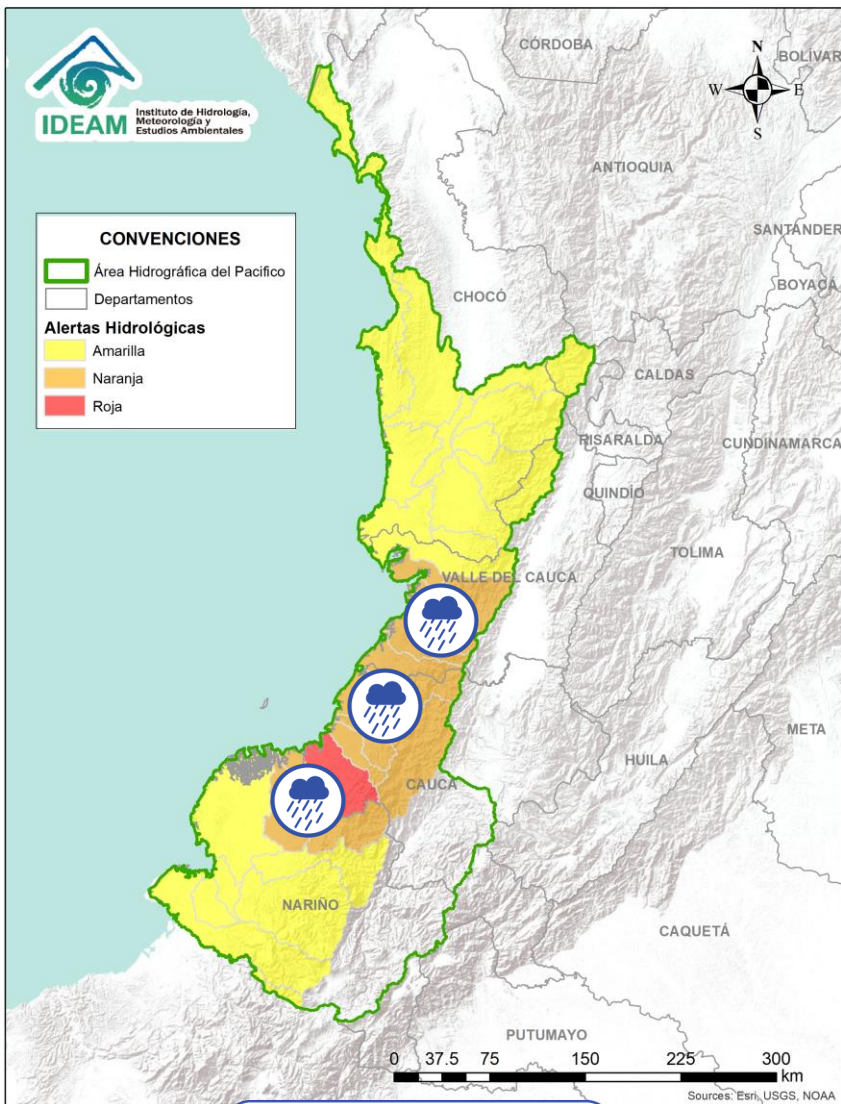 CÓRDOBA
BOLÍVAR
N
W
E
S
IDEAM
Instituto de Hidrología,
Meteorología y
Estudios Ambientales
ANTIOQUIA
SANTANDER
BOYACÁ
CONVENCIONES
Área Hidrográfica del Pacifico
Departamentos
Alertas Hidrológicas
Amarilla
Naranja
Roja
CHOCÓ
CALDAS
RISARALDA
CUNDINAMARCA
QUINDÍO
TOLIMA
VALLE DEL CAUCA
META
HUILA
CAUCA
NARIÑO
CAQUETÁ
PUTUMAYO
0 37.5 75 150 225 300
km
Sources: Esri, USGS, NOAA